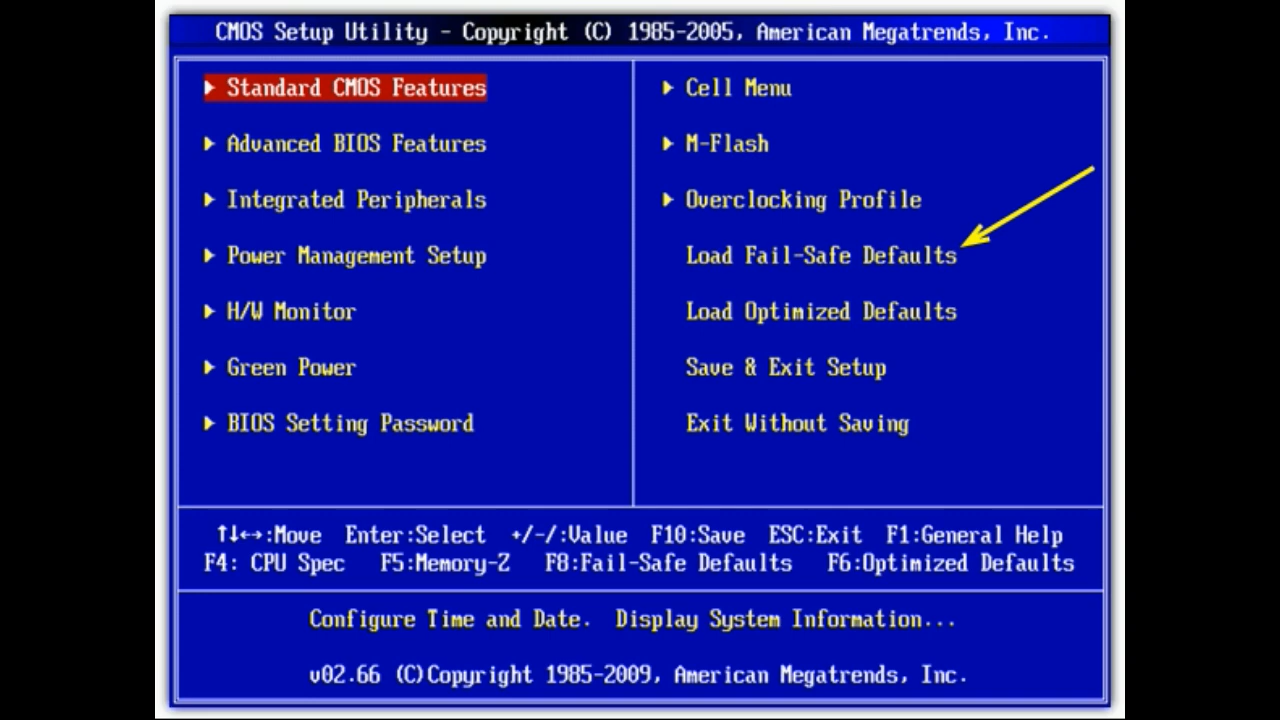 CMOS Setup Utility - Copyright (C) 1985-2005, American Megatrends, Inc.
Standard CMOS Features
Advanced BIOS Features
Integrated Peripherals
Power Management Setup
H/W Monitor
Green Power
BIOS Setting Password
Cell Menu
M-Flash
Overclocking Profile
Load Fail-Safe Defaults
Load Optimized Defaults
Save & Exit Setup
Exit Without Saving
↑↓←→:Move Enter:Select +/-/:Value F10:Save ESC:Exit F1:General Help
F4: CPU Spec F5:Memory-Z F8:Fail-Safe Defaults F6:Optimized Defaults
Configure Time and Date. Display System Information...
v02.66 (C)Copyright 1985-2009, American Megatrends, Inc.